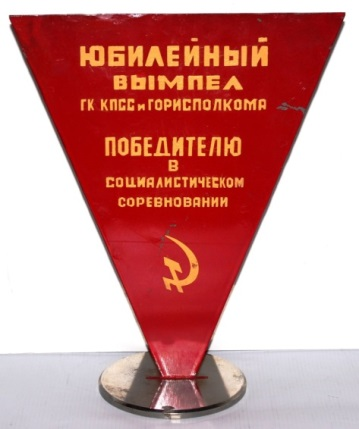 ЮБИЛЕЙНЫЙ
ВЫМПЕЛ
ГК КПСС и ГОРИСПОЛКОМА
ПОБЕДИТЕЛЮ
В
СОЦИАЛИСТИЧЕСКОМ
СОРЕВНОВАНИИ